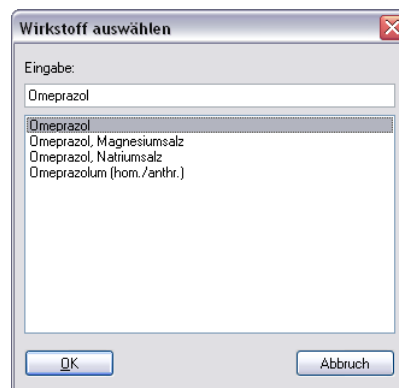 Wirkstoff auswählen
Eingabe:
Omeprazol
Omeprazol
Omeprazol, Magnesiumsalz
Omeprazol, Natriumsalz
Omeprazolum (hom./anthr.)
OK
Abbruch